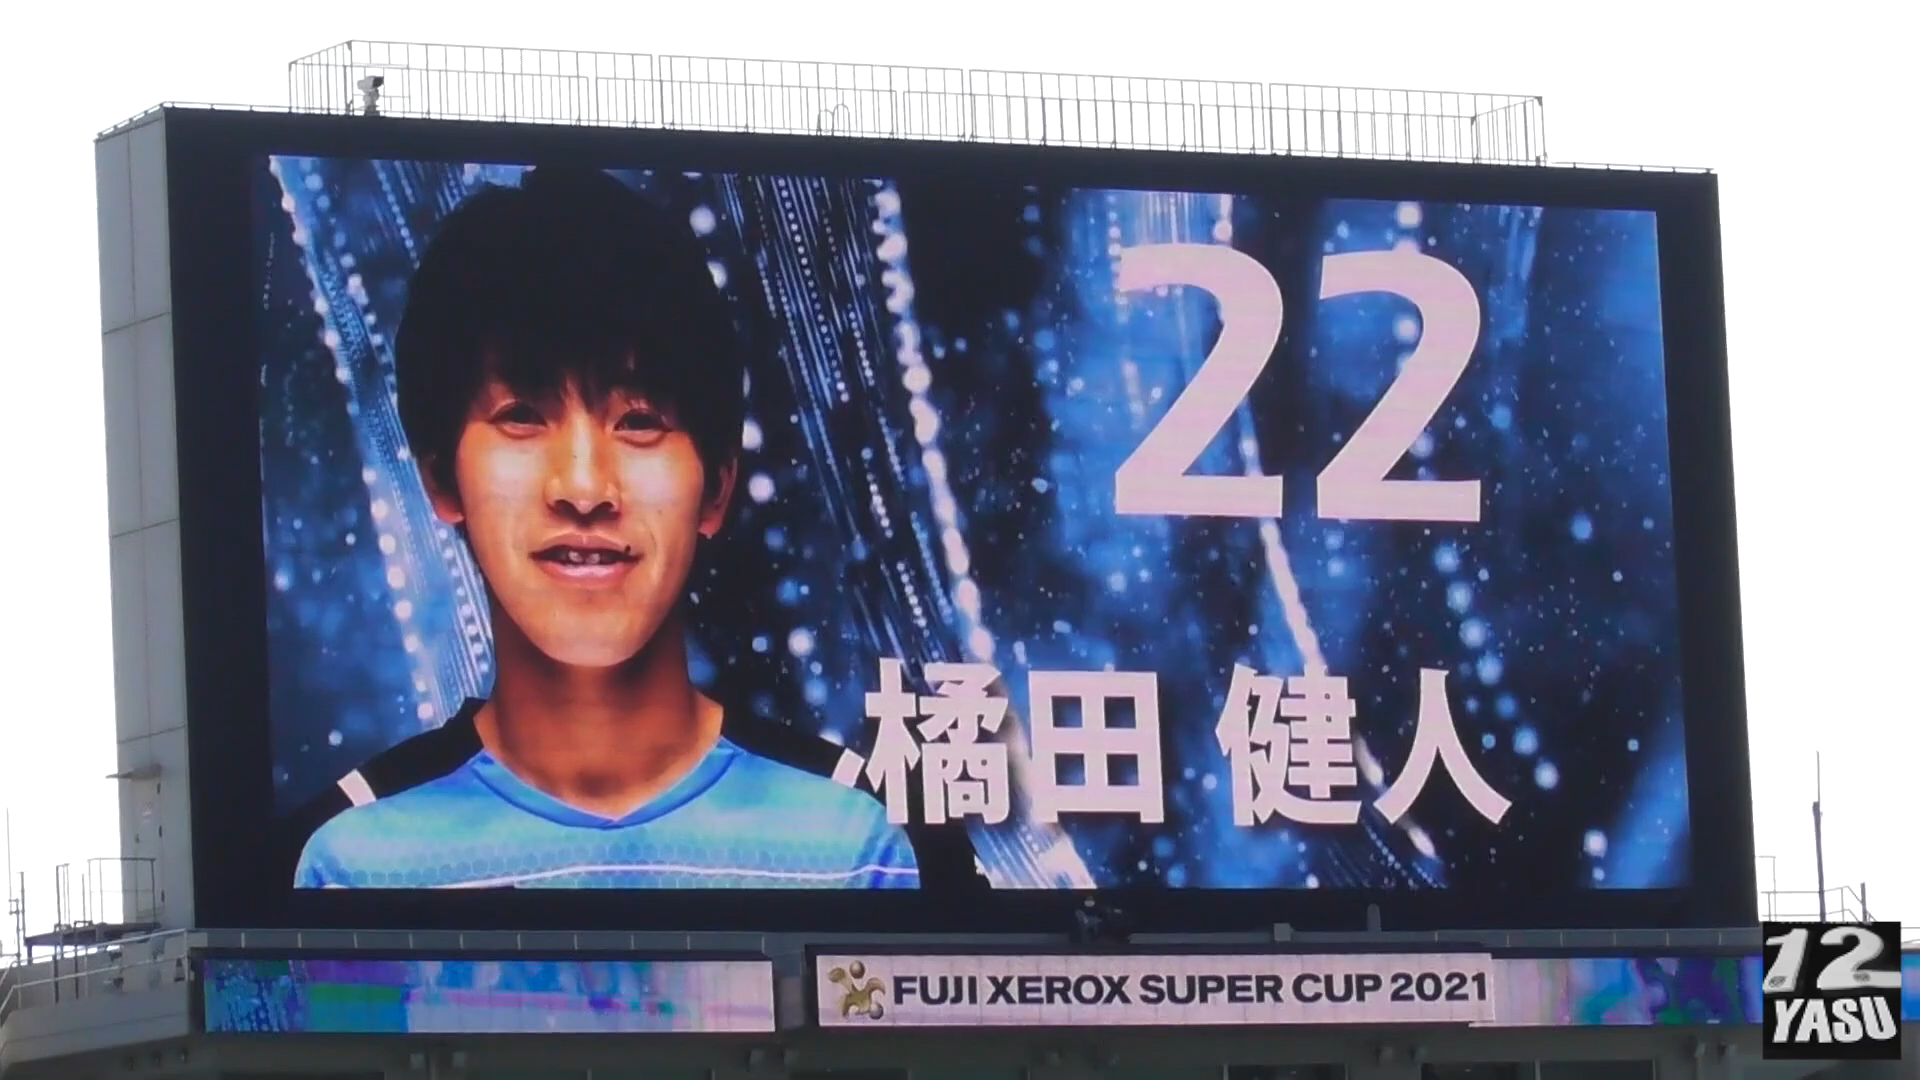 22
橘田 健人
FUJI XEROX SUPER CUP 2021
12
YASU